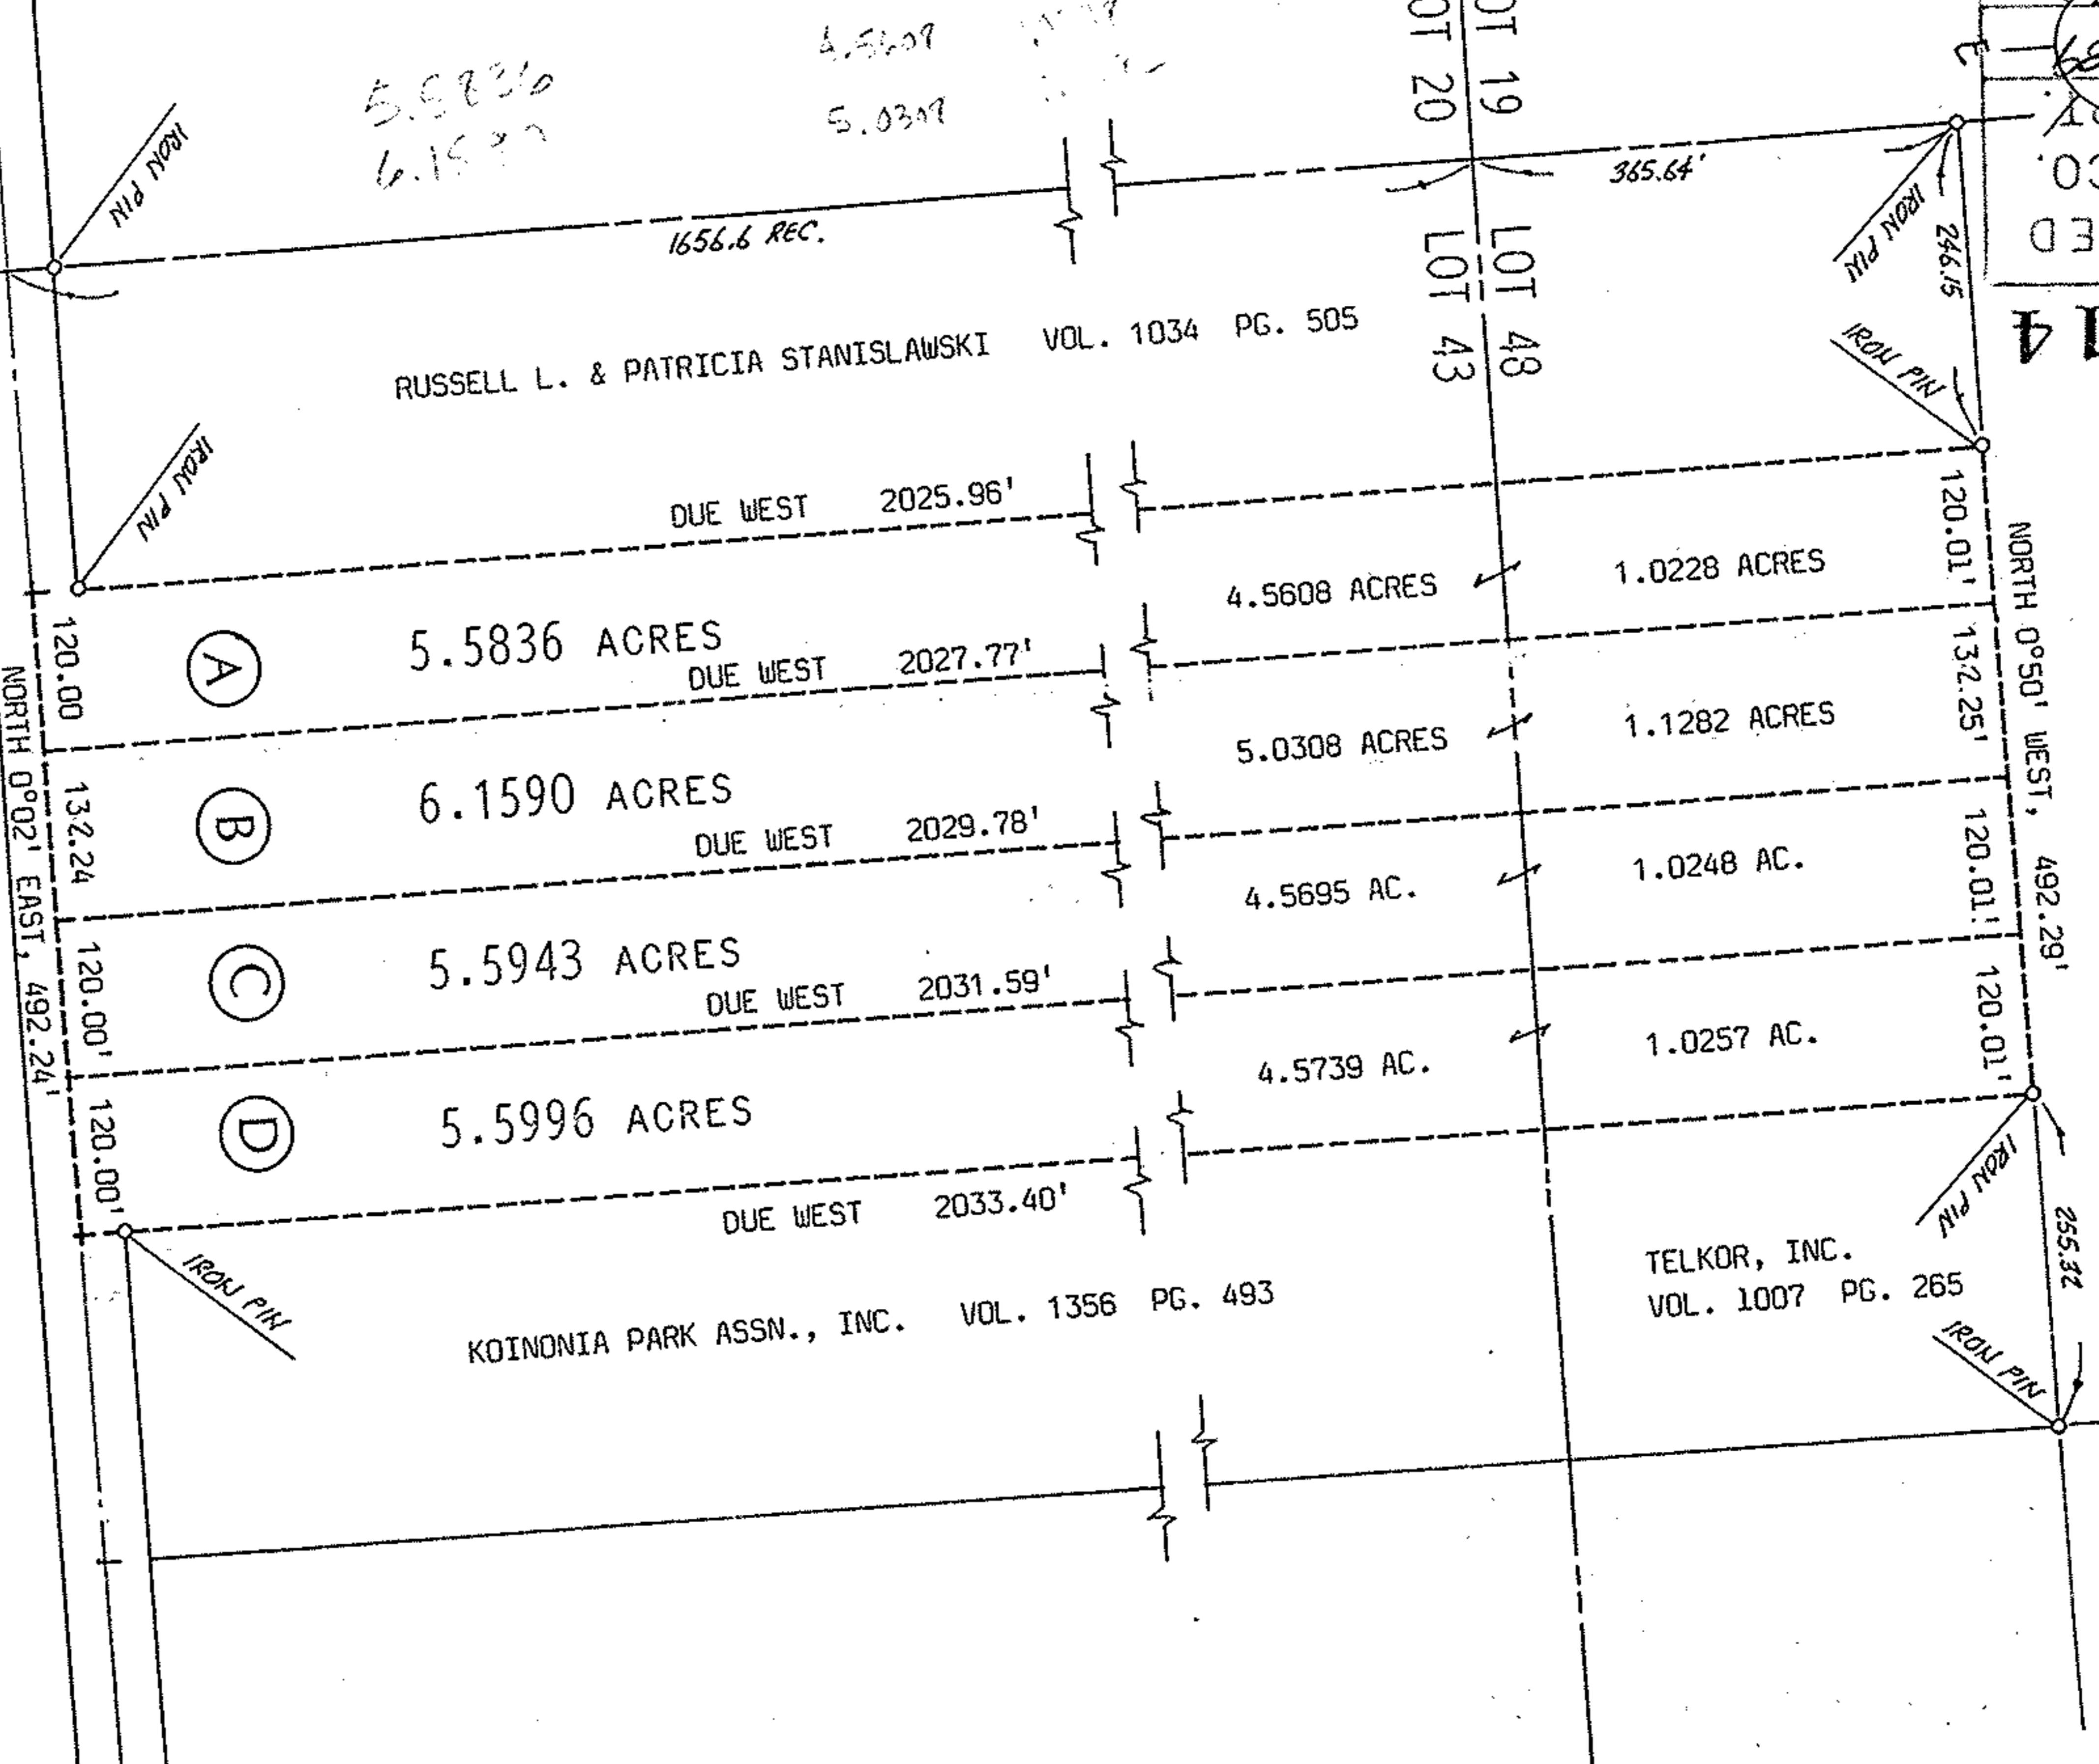 5.5836
4.5608
5.0308
LOT 19
LOT 20
IRON PIN
1656.6 REC.
365.64'
IRON PIN
246.15
LOT 48
LOT 43
RUSSELL L. & PATRICIA STANISLAWSKI VOL. 1034 PG. 505
IRON PIN
IRON PIN
14
DUE WEST 2025.96'
120.00
A
5.5836 ACRES
4.5608 ACRES
1.0228 ACRES
120.01'
DUE WEST 2027.77'
132.24
B
6.1590 ACRES
5.0308 ACRES
1.1282 ACRES
132.25'
DUE WEST 2029.78'
120.00'
C
5.5943 ACRES
4.5695 AC.
1.0248 AC.
120.01'
DUE WEST 2031.59'
120.00'
D
5.5996 ACRES
4.5739 AC.
1.0257 AC.
120.01'
DUE WEST 2033.40'
NORTH 0°02' EAST, 492.24'
NORTH 0°50' WEST, 492.29'
IRON PIN
IRON PIN
KOINONIA PARK ASSN., INC. VOL. 1356 PG. 493
TELKOR, INC.
VOL. 1007 PG. 265
255.32
IRON PIN